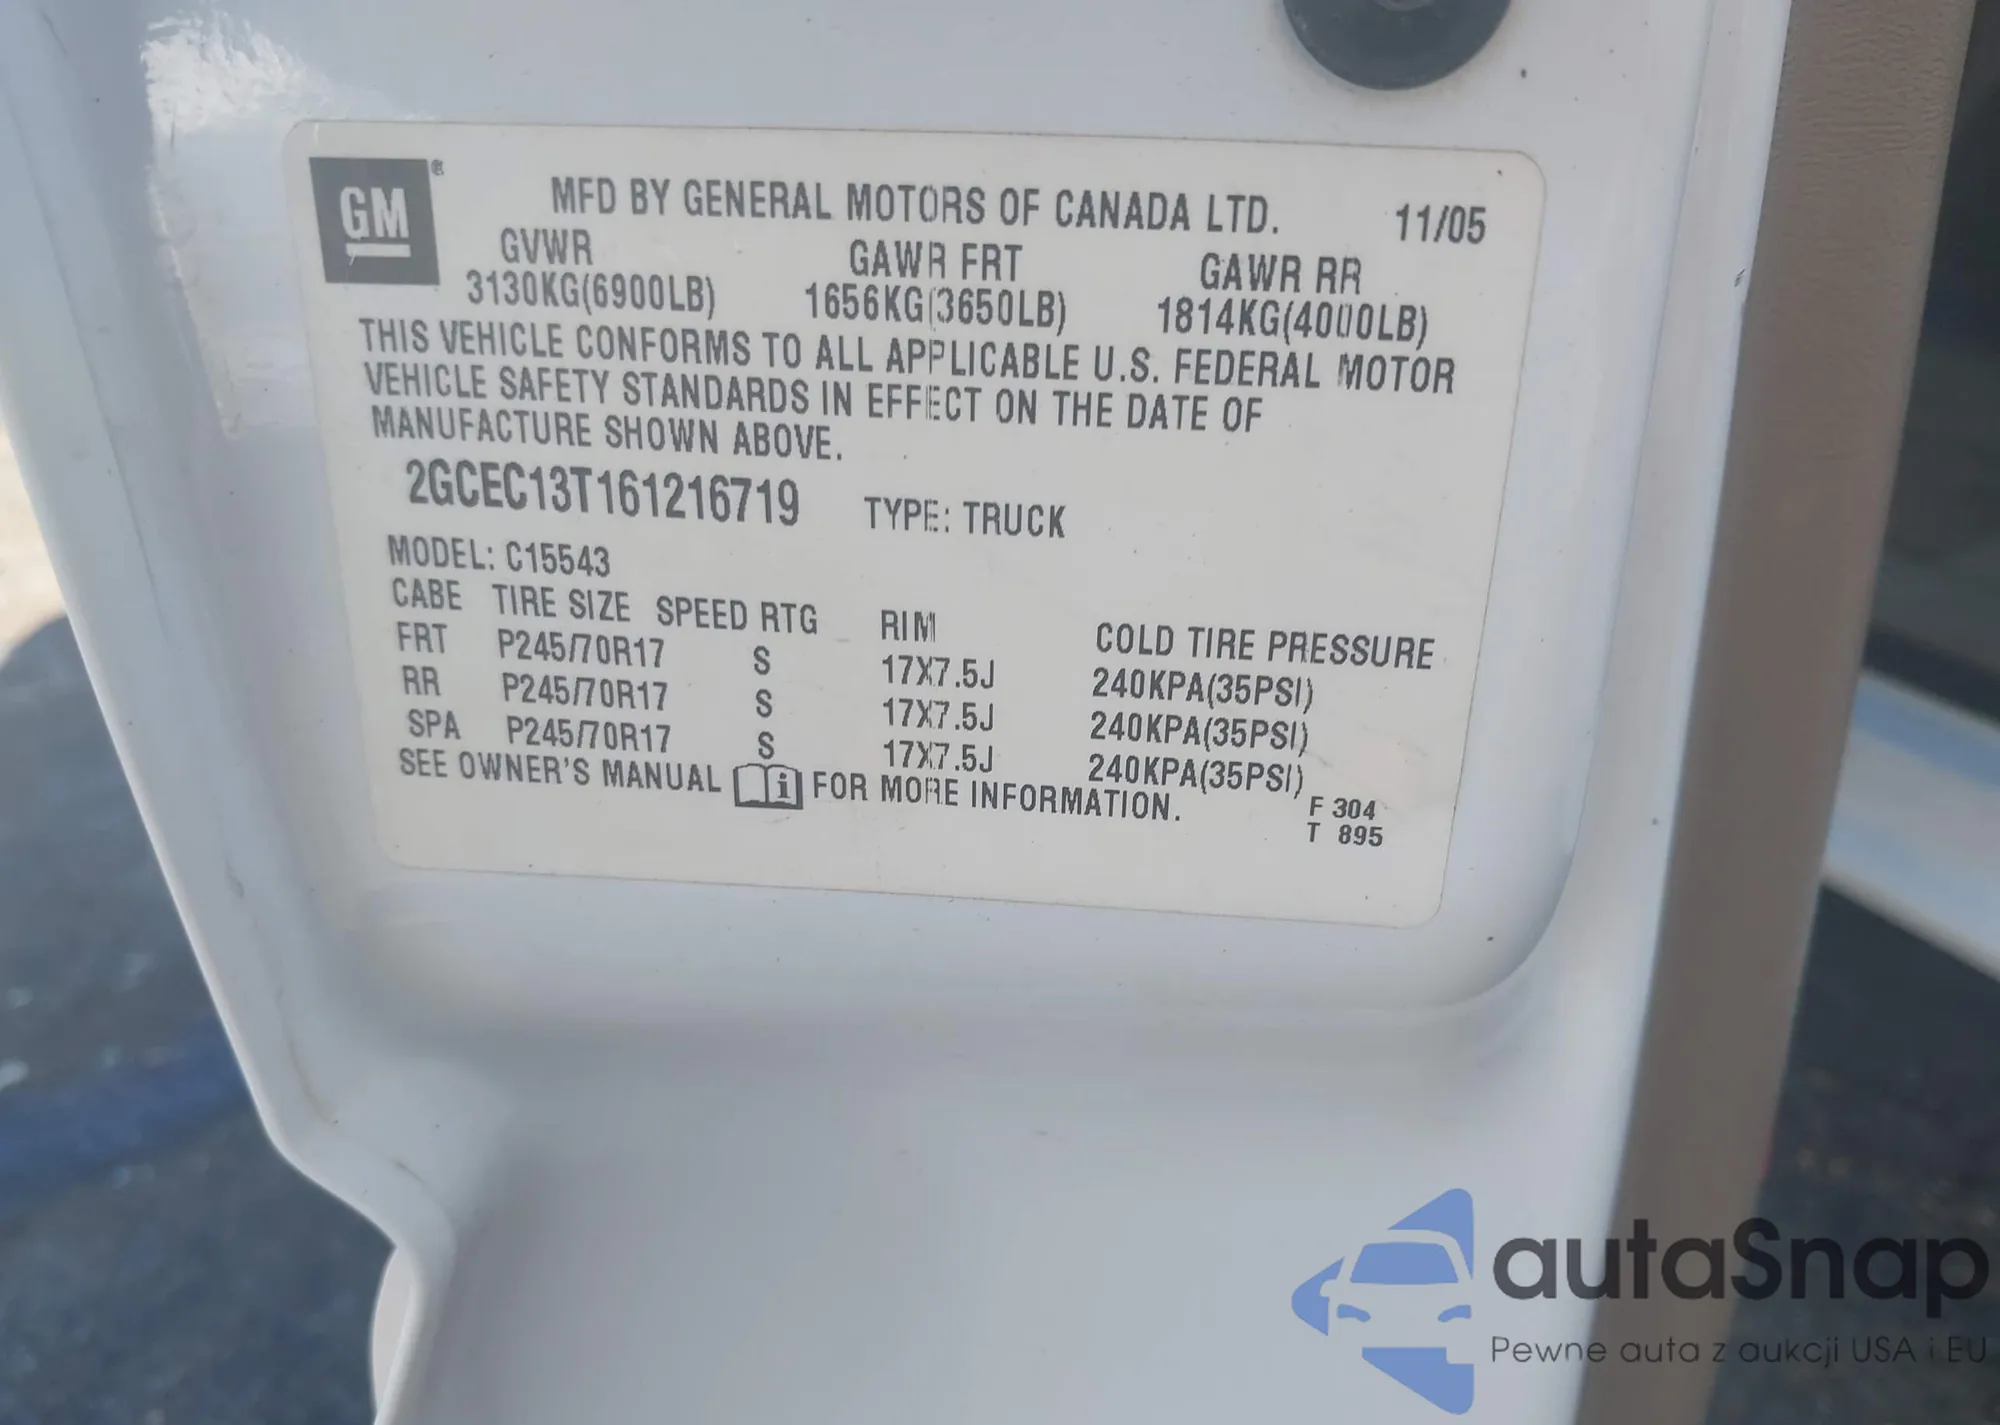 GM®
MFD BY GENERAL MOTORS OF CANADA LTD. 11/05
GVWR GAWR FRT GAWR RR
3130KG(6900LB) 1656KG(3650LB) 1814KG(4000LB)
THIS VEHICLE CONFORMS TO ALL APPLICABLE U.S. FEDERAL MOTOR
VEHICLE SAFETY STANDARDS IN EFFECT ON THE DATE OF
MANUFACTURE SHOWN ABOVE.
2GCEC13T161216719 TYPE: TRUCK
MODEL: C15543
CABE TIRE SIZE SPEED RTG RIM COLD TIRE PRESSURE
FRT P245/70R17 S 17X7.5J 240KPA(35PSI)
RR P245/70R17 S 17X7.5J 240KPA(35PSI)
SPA P245/70R17 S 17X7.5J 240KPA(35PSI)
SEE OWNER'S MANUAL i FOR MORE INFORMATION.
F 304
T 895
autaSnap
Pewne auta z aukcji USA i EU